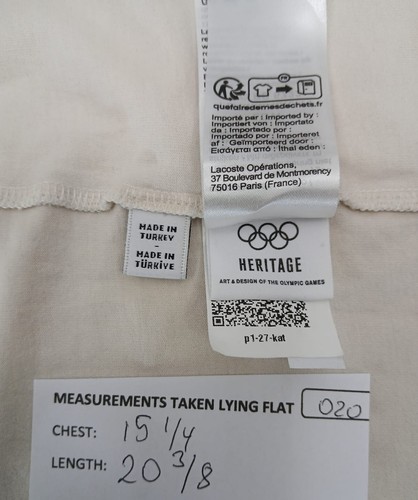 FR
quefairedemesdechets.fr
Importé par : Imported by :
Importiert von : Importato
da : Importado por :
Importado por : Importeret
af : Geïmporteerd door :
Εισάγεται από : Ithal eden :
Lacoste Opérations,
37 Boulevard de Montmorency
75016 Paris (France)
MADE IN
TURKEY
-
MADE IN
TÜRKİYE
HERITAGE
ART & DESIGN OF THE OLYMPIC GAMES
p1-27-kat
MEASUREMENTS TAKEN LYING FLAT 020
CHEST: 15 1/4
LENGTH: 20 3/8